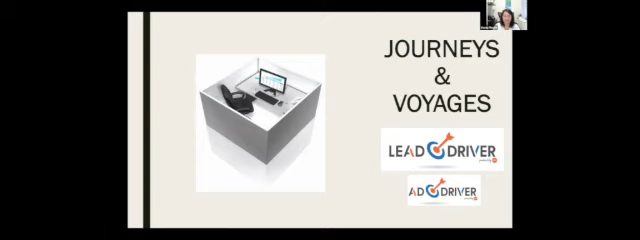 JOURNEYS
&
VOYAGES
LEAD DRIVER
AD DRIVER